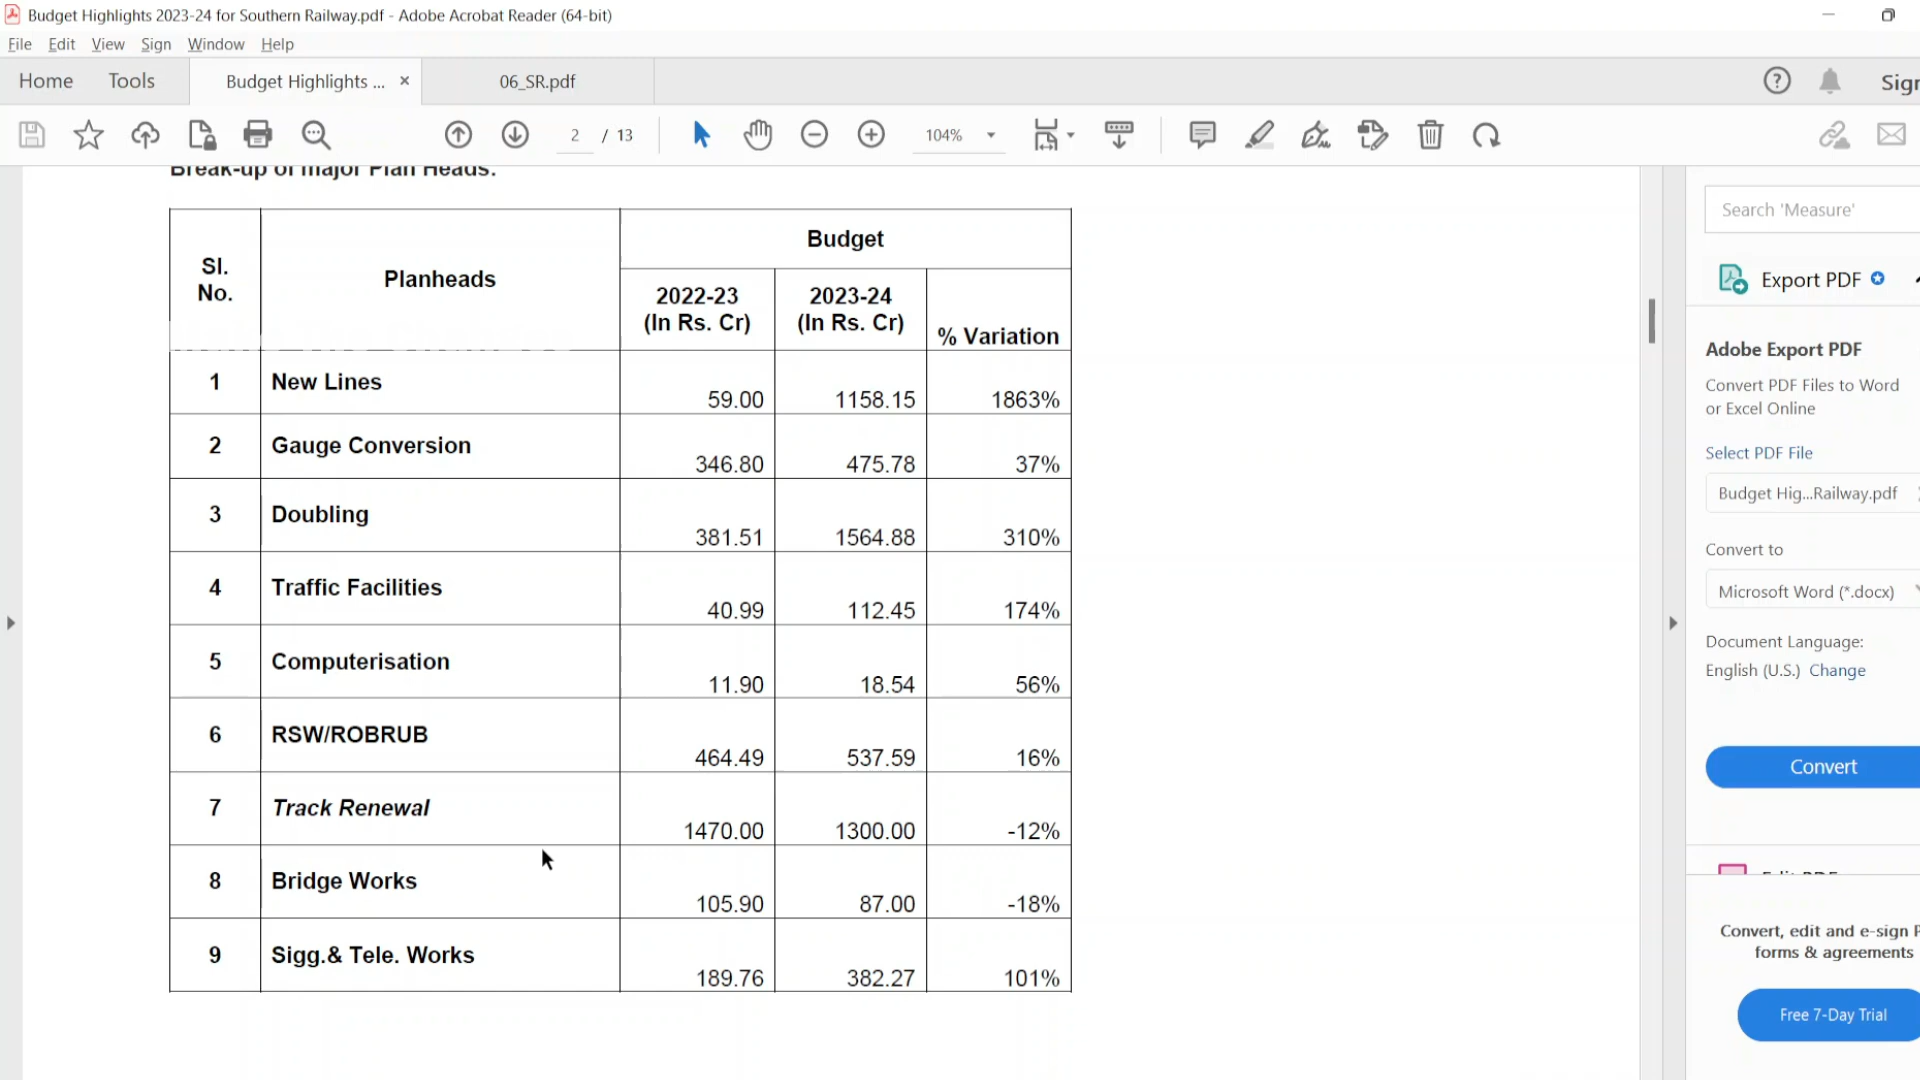 Budget Highlights 2023-24 for Southern Railway.pdf - Adobe Acrobat Reader (64-bit)
File Edit View Sign Window Help
Home Tools Budget Highlights ... × 06_SR.pdf
2 / 13 104%
Break-up of major Plan Heads:
Sl. No. Planheads Budget
2022-23 (In Rs. Cr) 2023-24 (In Rs. Cr) % Variation
1 New Lines 59.00 1158.15 1863%
2 Gauge Conversion 346.80 475.78 37%
3 Doubling 381.51 1564.88 310%
4 Traffic Facilities 40.99 112.45 174%
5 Computerisation 11.90 18.54 56%
6 RSW/ROBRUB 464.49 537.59 16%
7 Track Renewal 1470.00 1300.00 -12%
8 Bridge Works 105.90 87.00 -18%
9 Sigg.& Tele. Works 189.76 382.27 101%
Search 'Measure'
Export PDF
Adobe Export PDF
Convert PDF Files to Word
or Excel Online
Select PDF File
Budget Hig...Railway.pdf
Convert to
Microsoft Word (*.docx)
Document Language:
English (U.S.) Change
Convert
Convert, edit and e-sign
forms & agreements
Free 7-Day Trial